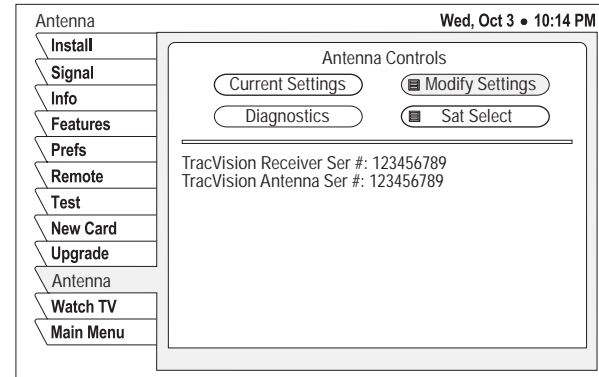 Antenna
Wed, Oct 3 ● 10:14 PM
Install
Signal
Info
Features
Prefs
Remote
Test
New Card
Upgrade
Antenna
Watch TV
Main Menu
Antenna Controls
Current Settings
Modify Settings
Diagnostics
Sat Select
TracVision Receiver Ser #: 123456789
TracVision Antenna Ser #: 123456789